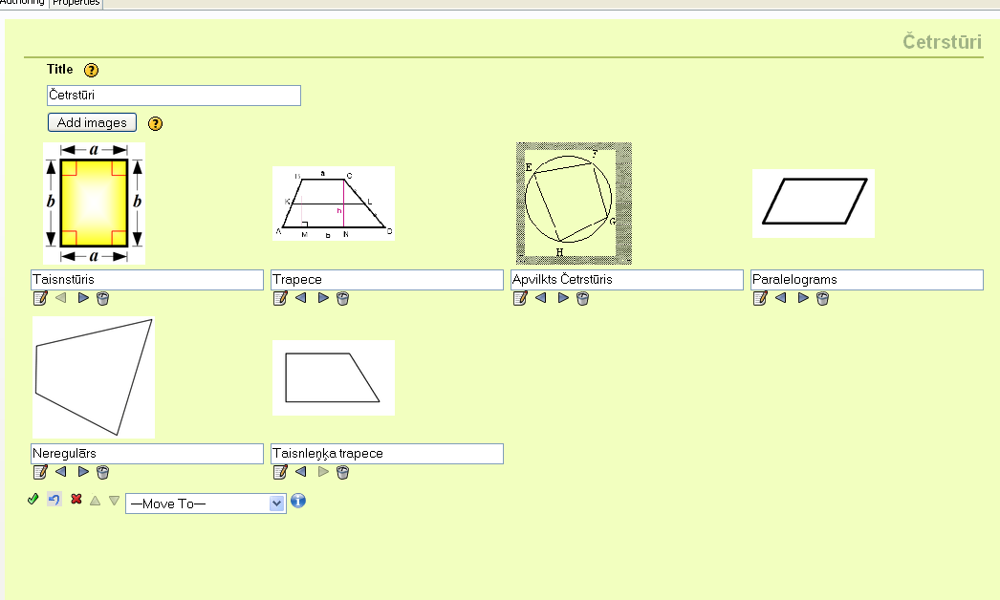 Authoring Properties
Četrstūri
Title
Četrstūri
Add images
a
b b
a
B a C
K L
h
A M b N D
F
E
G
H
Taisnstūris
Trapece
Apvilkts Četrstūris
Paralelograms
Neregulārs
Taisnleņķa trapece
—Move To—